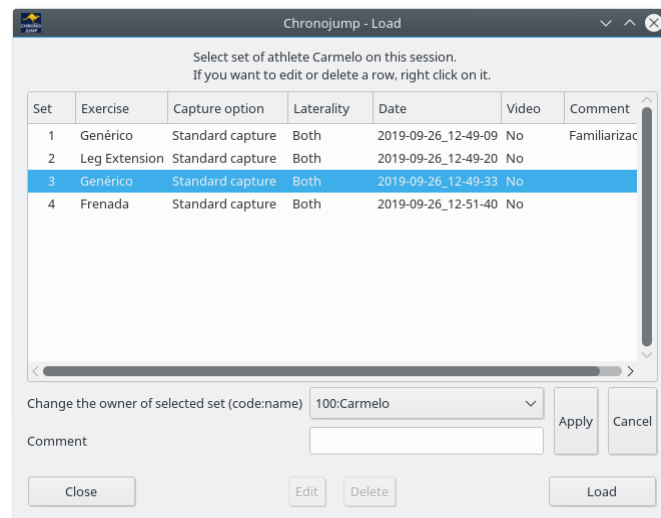 CHRONO
JUMP
Chronojump - Load
Select set of athlete Carmelo on this session.
If you want to edit or delete a row, right click on it.
Set Exercise Capture option Laterality Date Video Comment
1 Genérico Standard capture Both 2019-09-26_12-49-09 No Familiarizac
2 Leg Extension Standard capture Both 2019-09-26_12-49-20 No
3 Genérico Standard capture Both 2019-09-26_12-49-33 No
4 Frenada Standard capture Both 2019-09-26_12-51-40 No
Change the owner of selected set (code:name) 100:Carmelo
Apply Cancel
Comment
Close Edit Delete Load